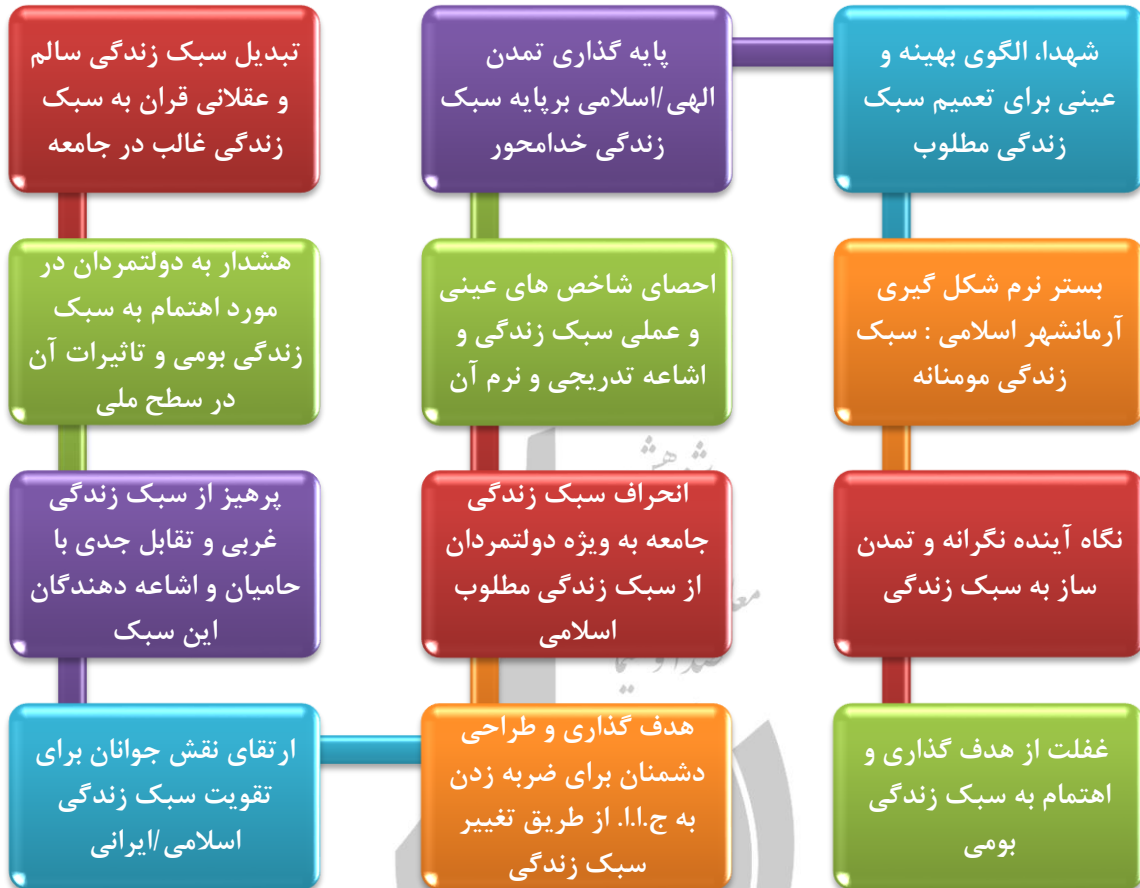 تبدیل سبک زندگی سالم
و عقلانی قران به سبک
زندگی غالب در جامعه
هشدار به دولتمردان در
مورد اهتمام به سبک
زندگی بومی و تاثیرات آن
در سطح ملی
پرهیز از سبک زندگی
غربی و تقابل جدی با
حامیان و اشاعه دهندگان
این سبک
ارتقای نقش جوانان برای
تقویت سبک زندگی
اسلامی/ایرانی
هدف گذاری و طراحی
دشمنان برای ضربه زدن
به ج.ا.ا. از طریق تغییر
سبک زندگی
انحراف سبک زندگی
جامعه به ویژه دولتمردان
از سبک زندگی مطلوب
اسلامی
احصای شاخص های عینی
و عملی سبک زندگی و
اشاعه تدریجی و نرم آن
پایه گذاری تمدن
الهی/اسلامی برپایه سبک
زندگی خدامحور
شهدا، الگوی بهینه و
عینی برای تعمیم سبک
زندگی مطلوب
بستر نرم شکل گیری
آرمانشهر اسلامی : سبک
زندگی مومنانه
نگاه آینده نگرانه و تمدن
ساز به سبک زندگی
غفلت از هدف گذاری و
اهتمام به سبک زندگی
بومی